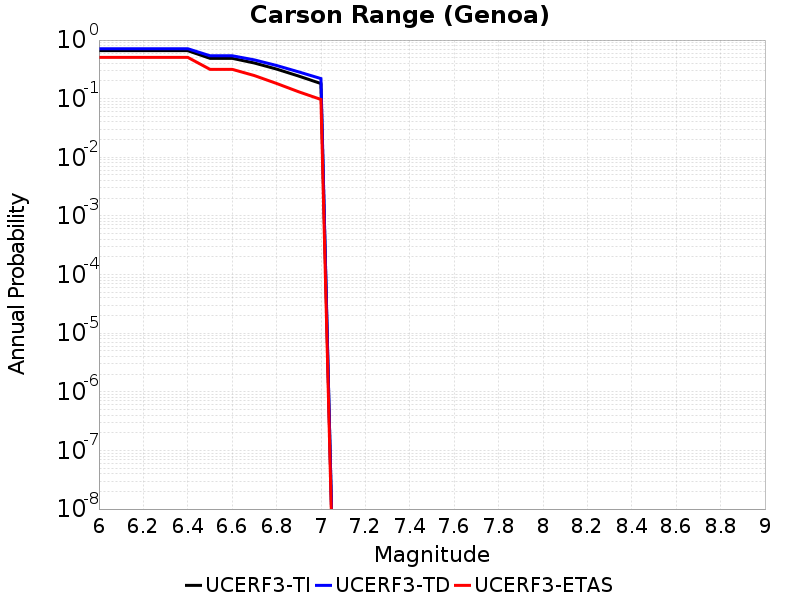 Carson Range (Genoa)
Annual Probability
10^0
10^-1
10^-2
10^-3
10^-4
10^-5
10^-6
10^-7
10^-8
6 6.2 6.4 6.6 6.8 7 7.2 7.4 7.6 7.8 8 8.2 8.4 8.6 8.8 9
Magnitude
UCERF3-TI UCERF3-TD UCERF3-ETAS